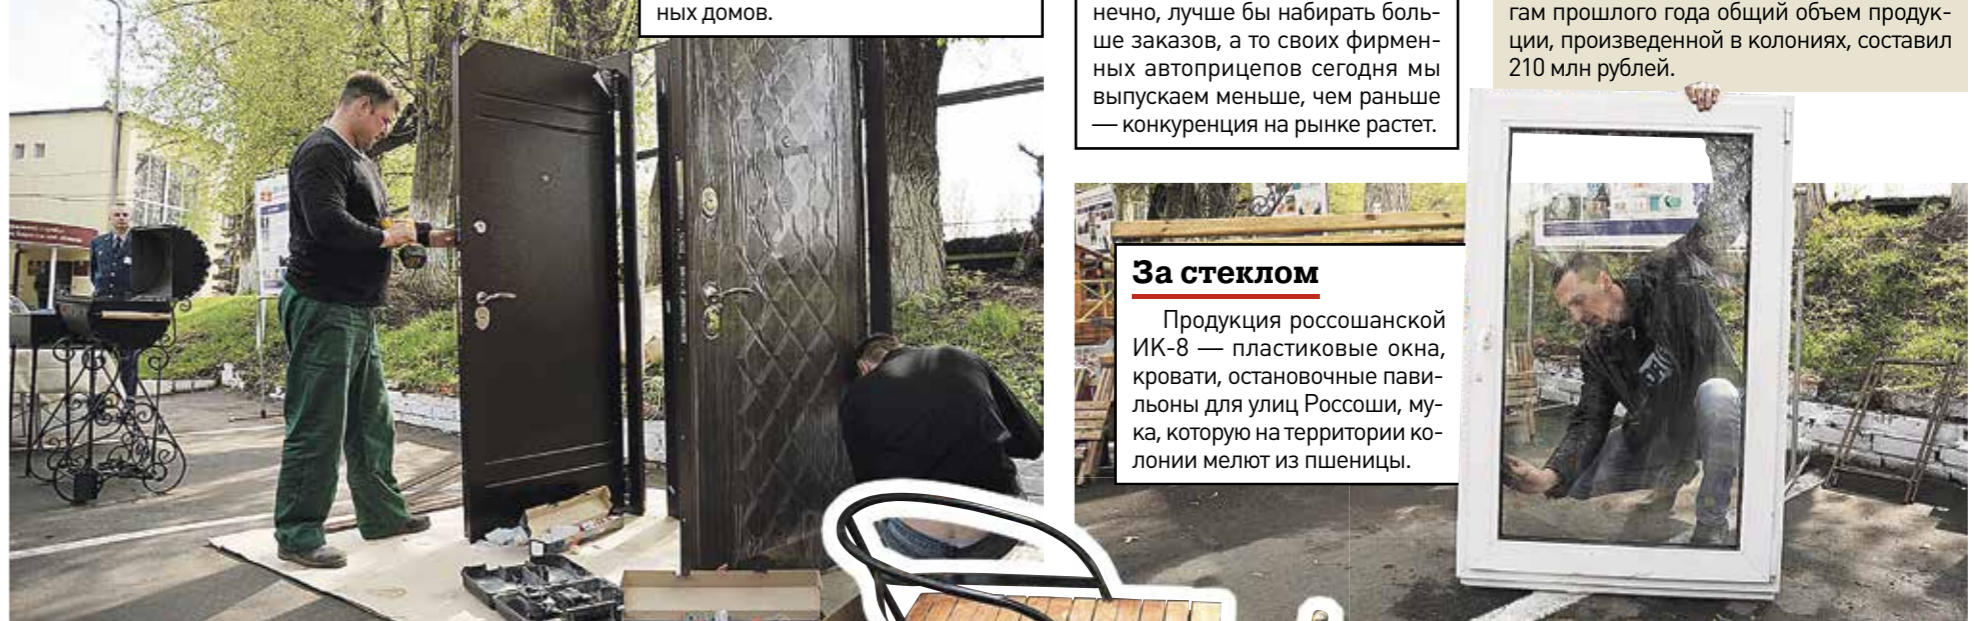 ных домов.
нечно, лучше бы набирать боль-
ше заказов, а то своих фирмен-
ных автоприцепов сегодня мы
выпускаем меньше, чем раньше
— конкуренция на рынке растет.
гам прошлого года общий объем продук-
ции, произведенной в колониях, составил
210 млн рублей.
За стеклом
Продукция россошанской
ИК-8 — пластиковые окна,
кровати, остановочные пави-
льоны для улиц Россоши, му-
ка, которую на территории ко-
лонии мелют из пшеницы.